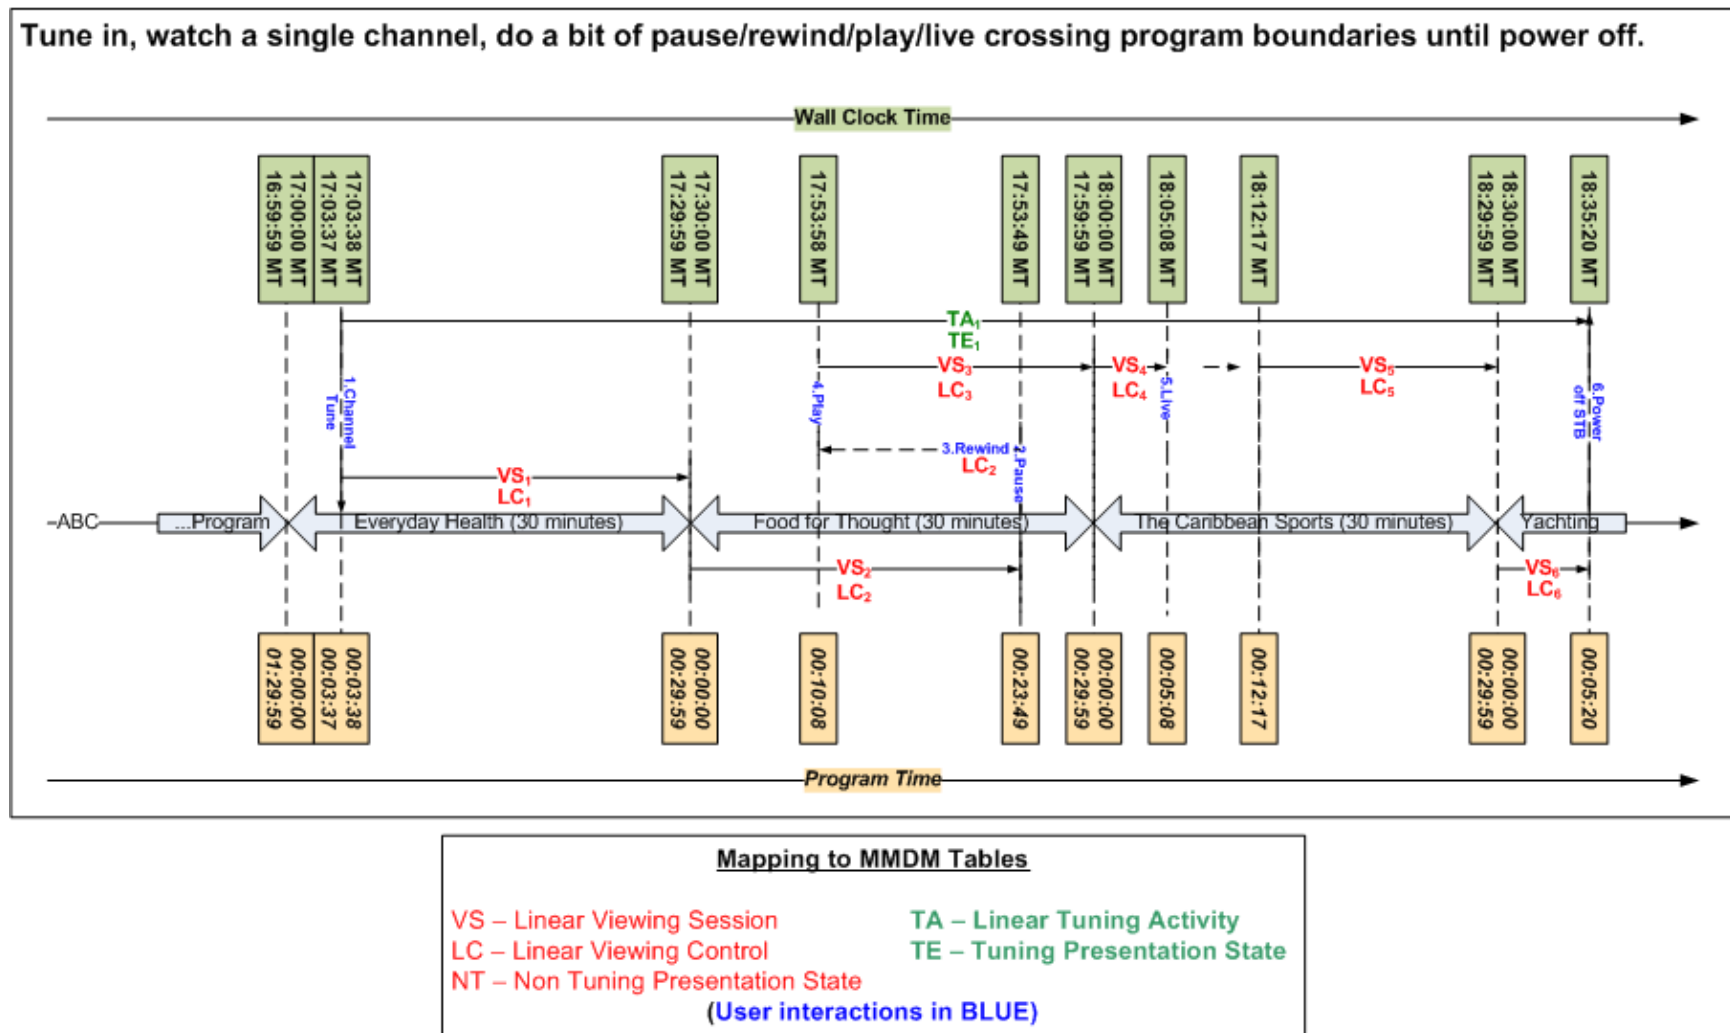 Tune in, watch a single channel, do a bit of pause/rewind/play/live crossing program boundaries until power off.
Wall Clock Time
17:00:00 MT
16:59:59 MT
17:03:38 MT
17:03:37 MT
17:30:00 MT
17:29:59 MT
17:53:58 MT
17:53:49 MT
18:00:00 MT
17:59:59 MT
18:05:08 MT
18:12:17 MT
18:30:00 MT
18:29:59 MT
18:35:20 MT
TA1
TE1
VS3
LC3
VS4
LC4
VS5
LC5
1.Channel
Tune
4.Play
3.Rewind
LC2
2.Pause
5.Live
6.Power
off STB
VS1
LC1
ABC
...Program
Everyday Health (30 minutes)
Food for Thought (30 minutes)
The Caribbean Sports (30 minutes)
Yachting
VS2
LC2
VS6
LC6
00:00:00
01:29:59
00:03:38
00:03:37
00:00:00
00:29:59
00:10:08
00:23:49
00:00:00
00:29:59
00:05:08
00:12:17
00:00:00
00:29:59
00:05:20
Program Time
Mapping to MMDM Tables
VS – Linear Viewing Session
TA – Linear Tuning Activity
LC – Linear Viewing Control
TE – Tuning Presentation State
NT – Non Tuning Presentation State
(User interactions in BLUE)